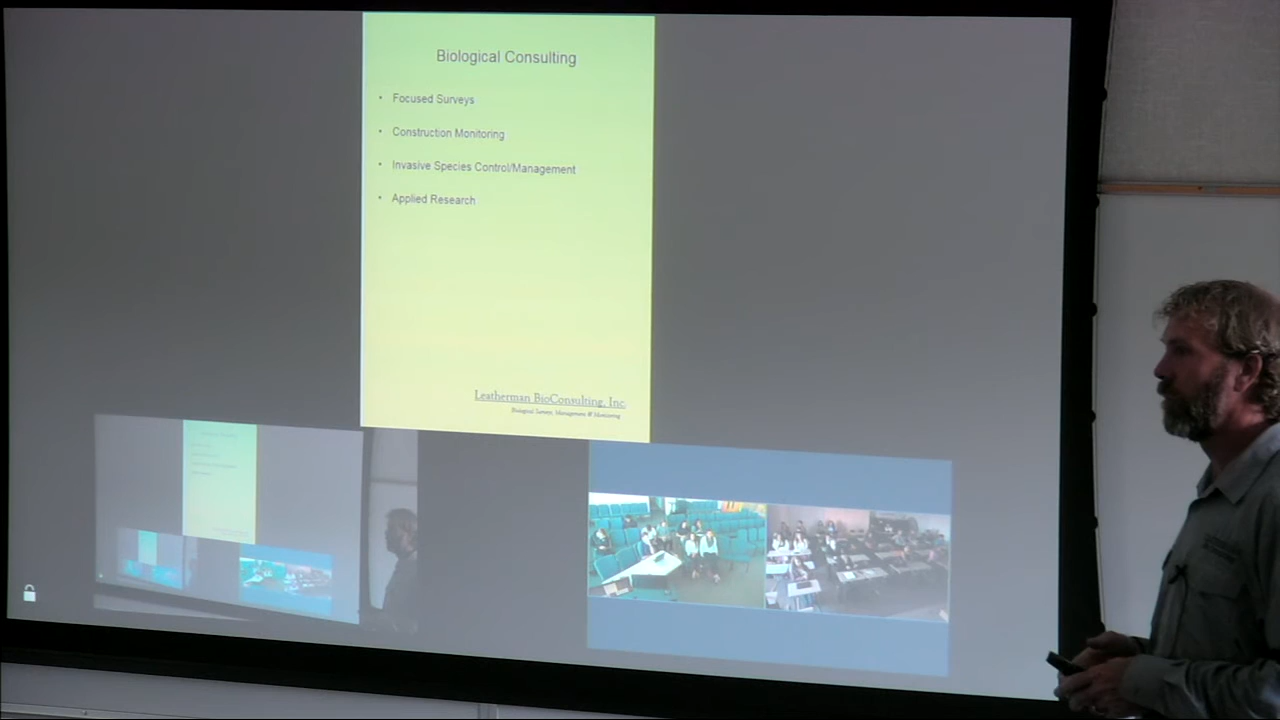 Biological Consulting
• Focused Surveys
• Construction Monitoring
• Invasive Species Control/Management
• Applied Research
Leatherman BioConsulting, Inc.
Biological Surveys, Management & Monitoring